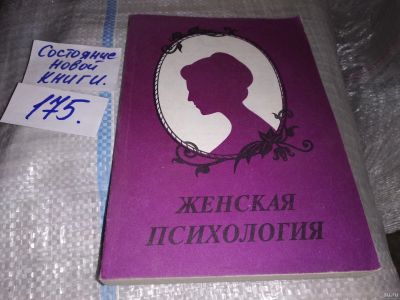 Состояние
новой
книги.
175.
ЖЕНСКАЯ
ПСИХОЛОГИЯ